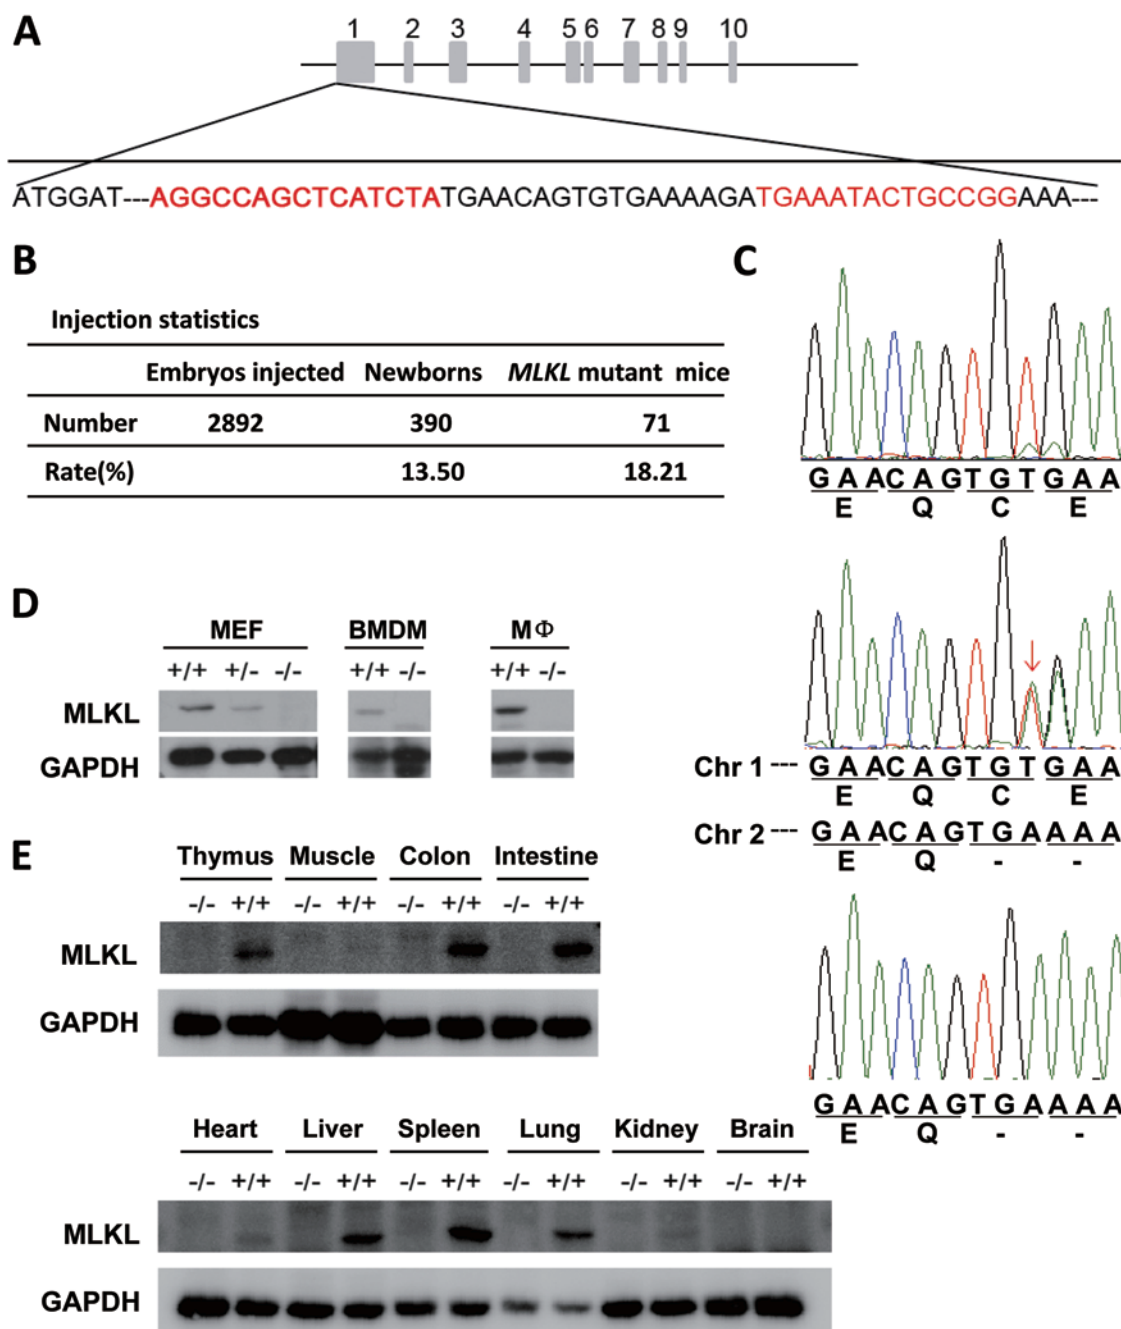 A
1 2 3 4 5 6 7 8 9 10
ATGGAT---AGGCCAGCTCATCTATGAACAGTGTGAAAAGATGAAATACTGCCGGAAA---
B
Injection statistics
Embryos injected Newborns MLKL mutant mice
Number 2892 390 71
Rate(%) 13.50 18.21
C
G A A C A G T G T G A A
E Q C E
Chr 1 --- G A A C A G T G T G A A
E Q C E
Chr 2 --- G A A C A G T G A A A A
E Q - -
G A A C A G T G A A A A
E Q - -
D
MEF BMDM MΦ
+/+ +/- -/- +/+ -/- +/+ -/-
MLKL
GAPDH
E
Thymus Muscle Colon Intestine
-/- +/+ -/- +/+ -/- +/+ -/- +/+
MLKL
GAPDH
Heart Liver Spleen Lung Kidney Brain
-/- +/+ -/- +/+ -/- +/+ -/- +/+ -/- +/+ -/- +/+
MLKL
GAPDH